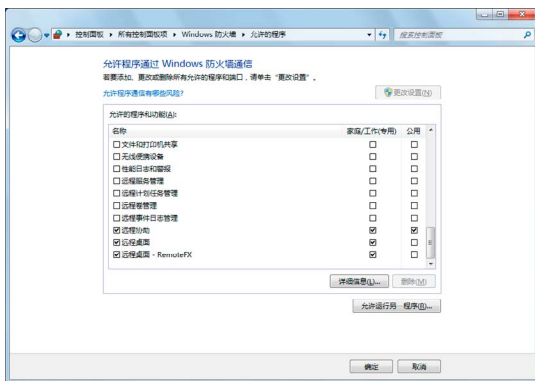 控制面板 ▸ 所有控制面板项 ▸ Windows 防火墙 ▸ 允许的程序
搜索控制面板
允许程序通过 Windows 防火墙通信
若要添加、更改或删除所有允许的程序和端口，请单击“更改设置”。
允许程序通信有哪些风险?
更改设置(N)
允许的程序和功能(A):
名称 家庭/工作(专用) 公用
文件和打印机共享
无线便携设备
性能日志和警报
远程服务管理
远程计划任务管理
远程卷管理
远程事件日志管理
远程协助
远程桌面
远程桌面 - RemoteFX
详细信息(L)... 删除(M)
允许运行另一程序(R)...
确定 取消